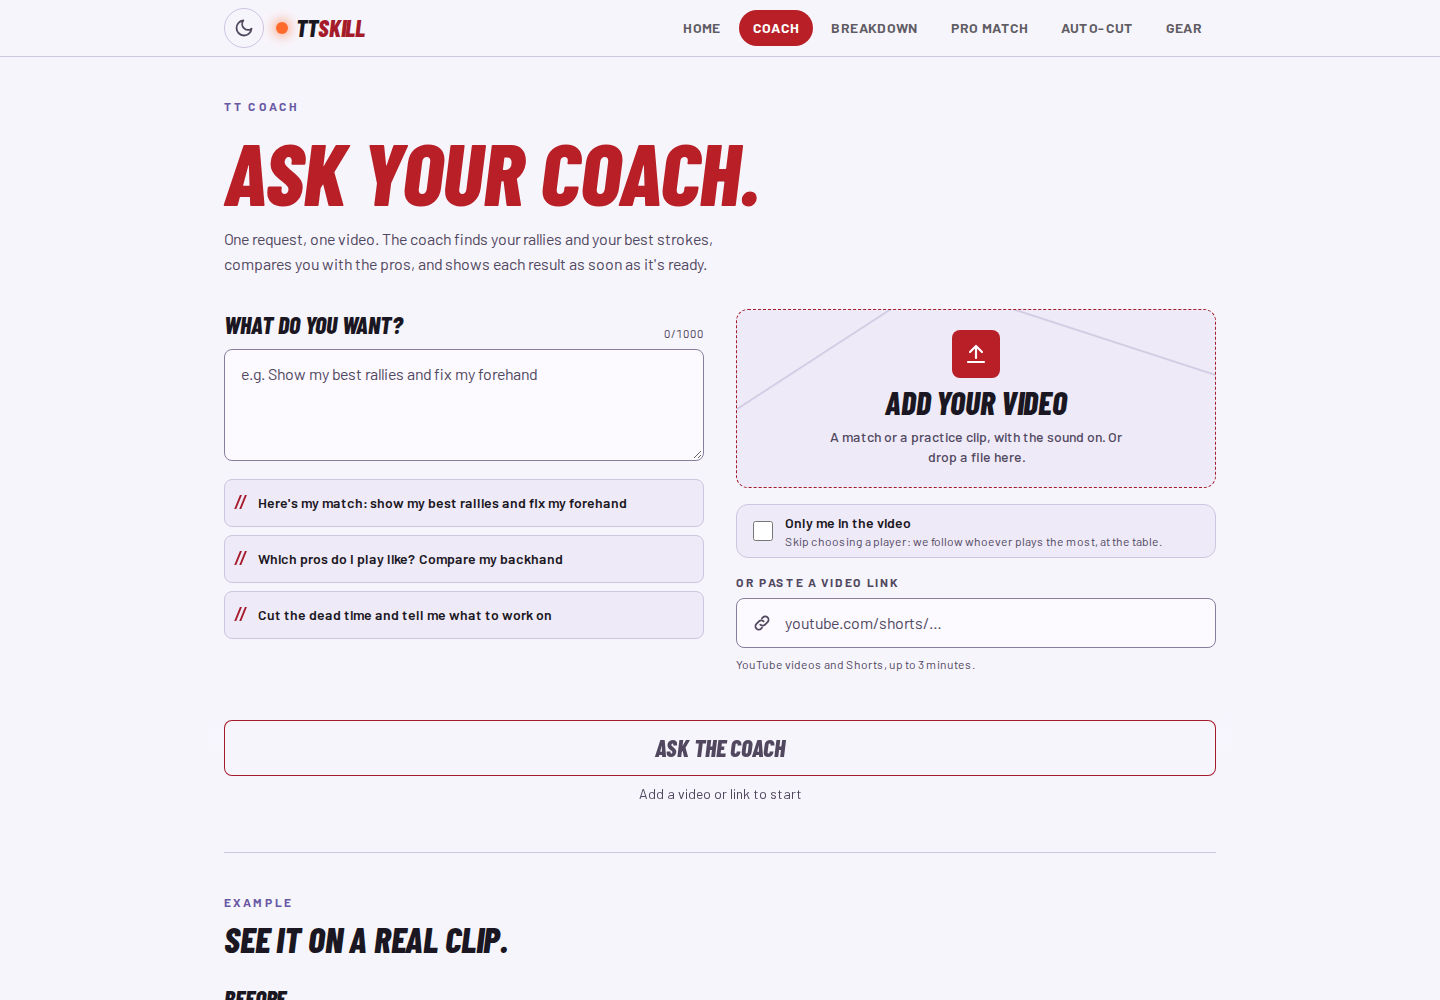 TTSKILL
HOME
COACH
BREAKDOWN
PRO MATCH
AUTO-CUT
GEAR
TT COACH
ASK YOUR COACH.
One request, one video. The coach finds your rallies and your best strokes,
compares you with the pros, and shows each result as soon as it's ready.
WHAT DO YOU WANT?
0/1000
e.g. Show my best rallies and fix my forehand
// Here's my match: show my best rallies and fix my forehand
// Which pros do I play like? Compare my backhand
// Cut the dead time and tell me what to work on
ADD YOUR VIDEO
A match or a practice clip, with the sound on. Or
drop a file here.
Only me in the video
Skip choosing a player: we follow whoever plays the most, at the table.
OR PASTE A VIDEO LINK
youtube.com/shorts/...
YouTube videos and Shorts, up to 3 minutes.
ASK THE COACH
Add a video or link to start
EXAMPLE
SEE IT ON A REAL CLIP.
BEFORE